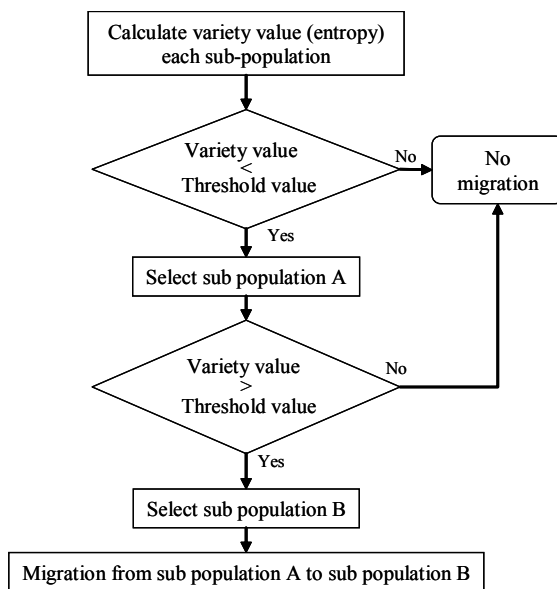 Calculate variety value (entropy)
each sub-population
Variety value
<
Threshold value
No
No
migration
Yes
Select sub population A
Variety value
>
Threshold value
No
Yes
Select sub population B
Migration from sub population A to sub population B